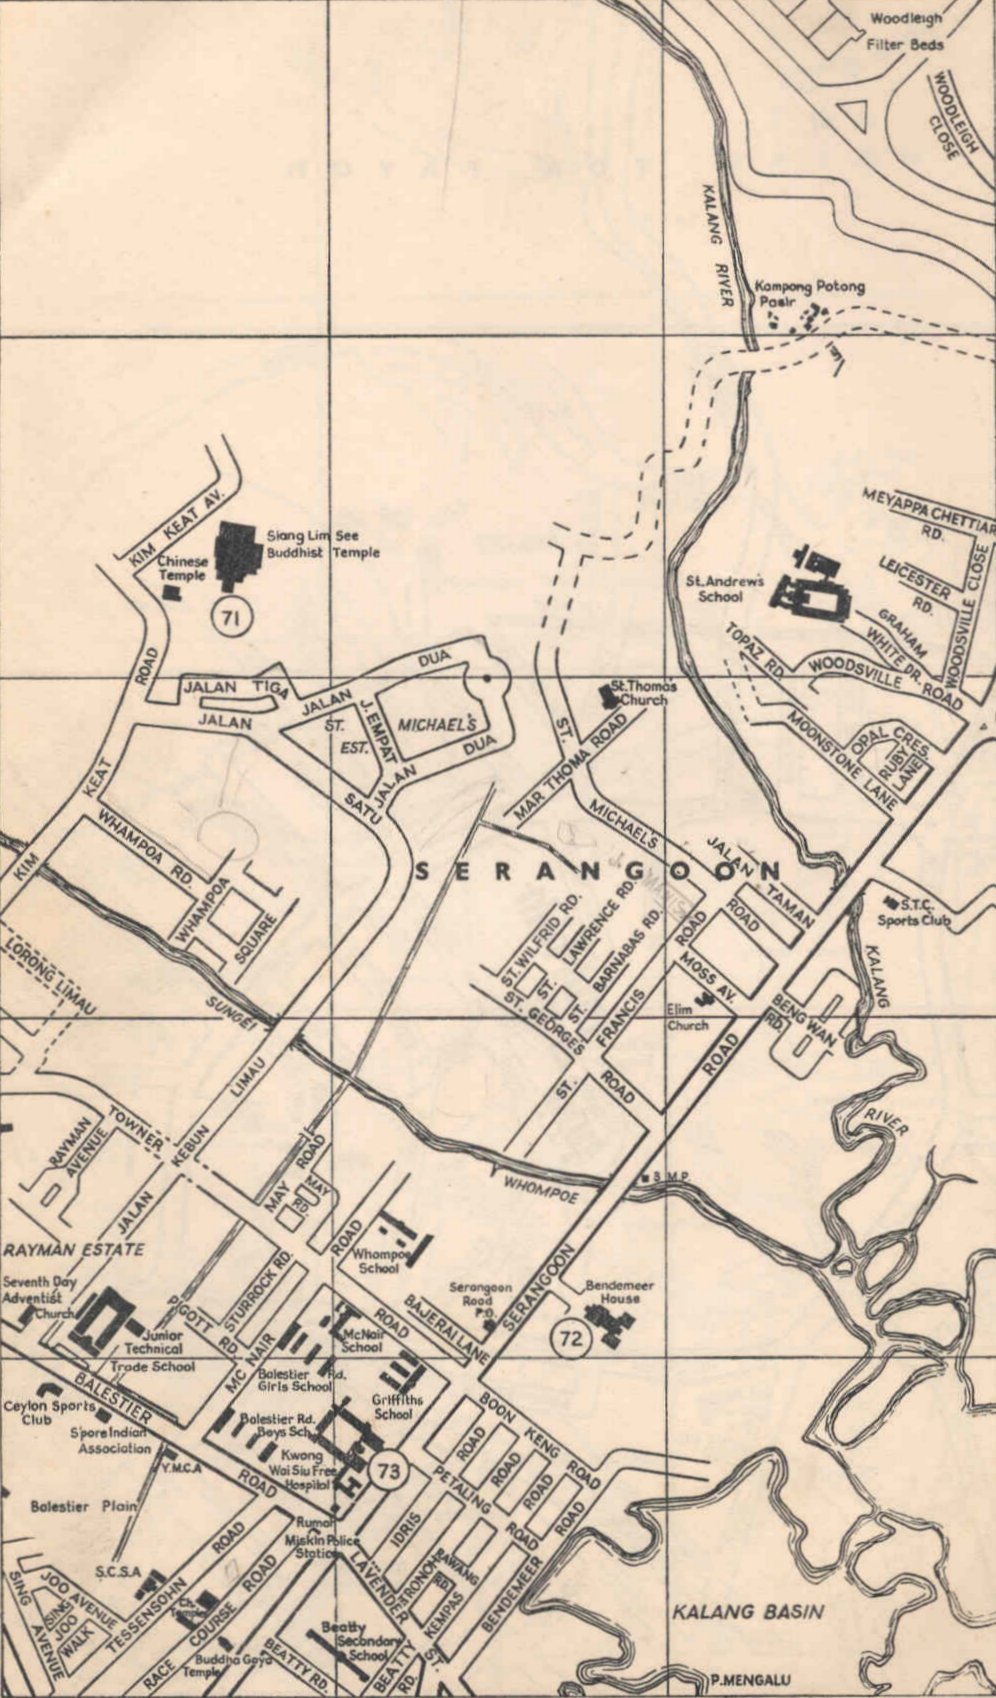 Woodleigh
Filter Beds
WOODLEIGH
CLOSE
KALANG RIVER
Kampong Potong
Pasir
MEYAPPA CHETTIAR
RD.
KIM KEAT AV.
Siang Lim See
Buddhist Temple
Chinese
Temple
71
LEICESTER
RD.
WOODSVILLE CLOSE
St. Andrew's
School
GRAHAM
WHITE DR.
TOPAZ RD.
WOODSVILLE
ROAD
ROAD
JALAN TIGA
JALAN
DUA
JALAN
ST.
EST.
J. EMPAT
MICHAEL'S
DUA
JALAN
SATU
St. Thomas
Church
ST.
MAR THOMA ROAD
MICHAEL'S
MOONSTONE LANE
OPAL CRES.
RUBY
LANE
KEAT
KIM
WHAMPOA RD.
WHAMPOA
SQUARE
SERANGOON
JALAN TAMAN
ROAD
ROAD
ST. WILFRID RD.
LAWRENCE RD.
ST.
BARNABAS RD.
ST.
S.T.C.
Sports Club
KALANG
LORONG LIMAU
SUNGEI
MOSS AV.
Elim
Church
BENG WAN
RD.
ST. GEORGES
ROAD
FRANCIS
ST.
ROAD
LIMAU
KEBUN
JALAN
TOWNER
RAYMAN
AVENUE
MAY ROAD
MAY
RD.
RIVER
WHOMPOE
B.M.P.
RAYMAN ESTATE
Seventh Day
Adventist
Church
Junior
Technical
Trade School
PIGOTT RD.
STURROCK RD.
MC NAIR
ROAD
Whompoe
School
ROAD
BAJERAI LANE
Serangoon
Road
P.O.
SERANGOON
Bendemeer
House
72
McNair
School
Balestier Rd.
Girls School
Griffiths
School
BALESTIER
ROAD
Ceylon Sports
Club
S'pore Indian
Association
Y.M.C.A
Balestier Rd.
Boys Sch.
Kwong
Wai Siu Free
Hospital
73
BOON KENG ROAD
ROAD
ROAD
ROAD
ROAD
PETALING ROAD
IDRIS
RAWANG
RD.
KEMPAS
BENDEMEER
Balestier Plain
Rumah
Miskin Police
Station
LAVENDER
ST.
S.C.S.A
JOO AVENUE
SING
JOO
WALK
SING
AVENUE
TESSENSOHN
ROAD
RACE COURSE
ROAD
Buddha Gaya
Temple
BEATTY RD.
Beatty
Secondary
School
BEATTY
RD.
KALANG BASIN
P. MENGALU